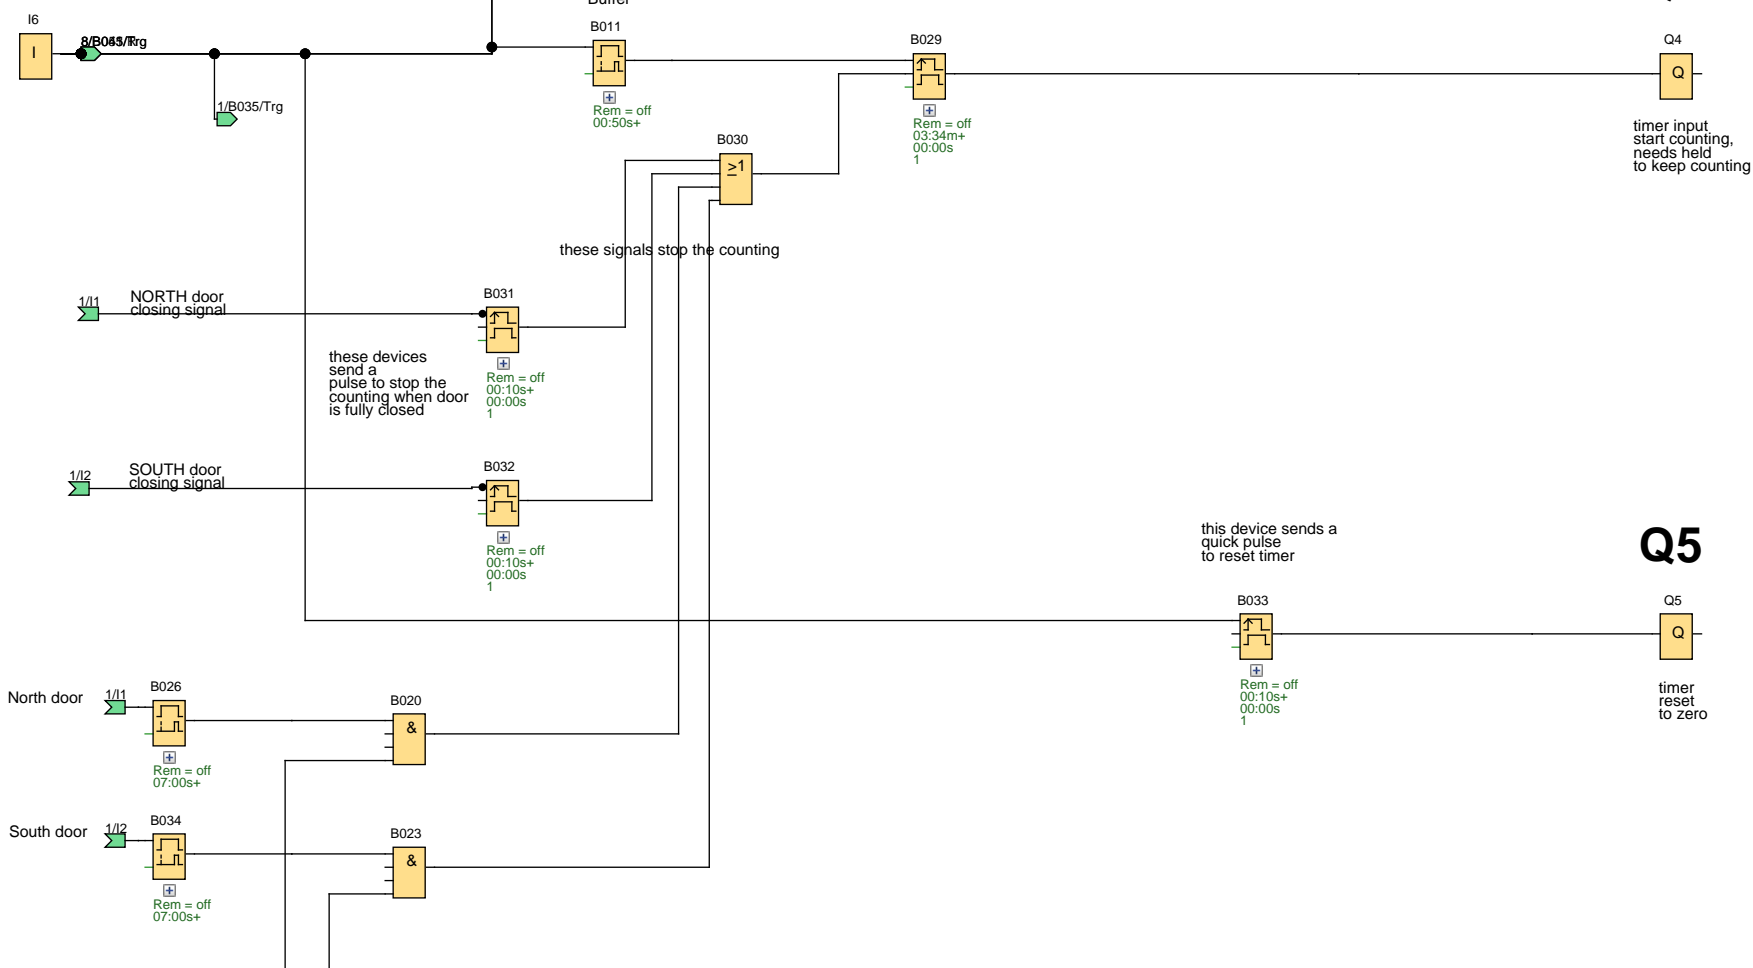 Buffer
I6
I
1/B035/Trg
B011
Rem = off
00:50s+
B029
Rem = off
03:34m+
00:00s
1
Q4
Q
timer input
start counting,
needs held
to keep counting
B030
≥1
these signals stop the counting
1/I1
NORTH door
closing signal
B031
Rem = off
00:10s+
00:00s
1
these devices
send a
pulse to stop the
counting when door
is fully closed
1/I2
SOUTH door
closing signal
B032
Rem = off
00:10s+
00:00s
1
this device sends a
quick pulse
to reset timer
Q5
B033
Rem = off
00:10s+
00:00s
1
Q5
Q
timer
reset
to zero
North door
1/I1
B026
Rem = off
07:00s+
B020
&
South door
1/I2
B034
Rem = off
07:00s+
B023
&